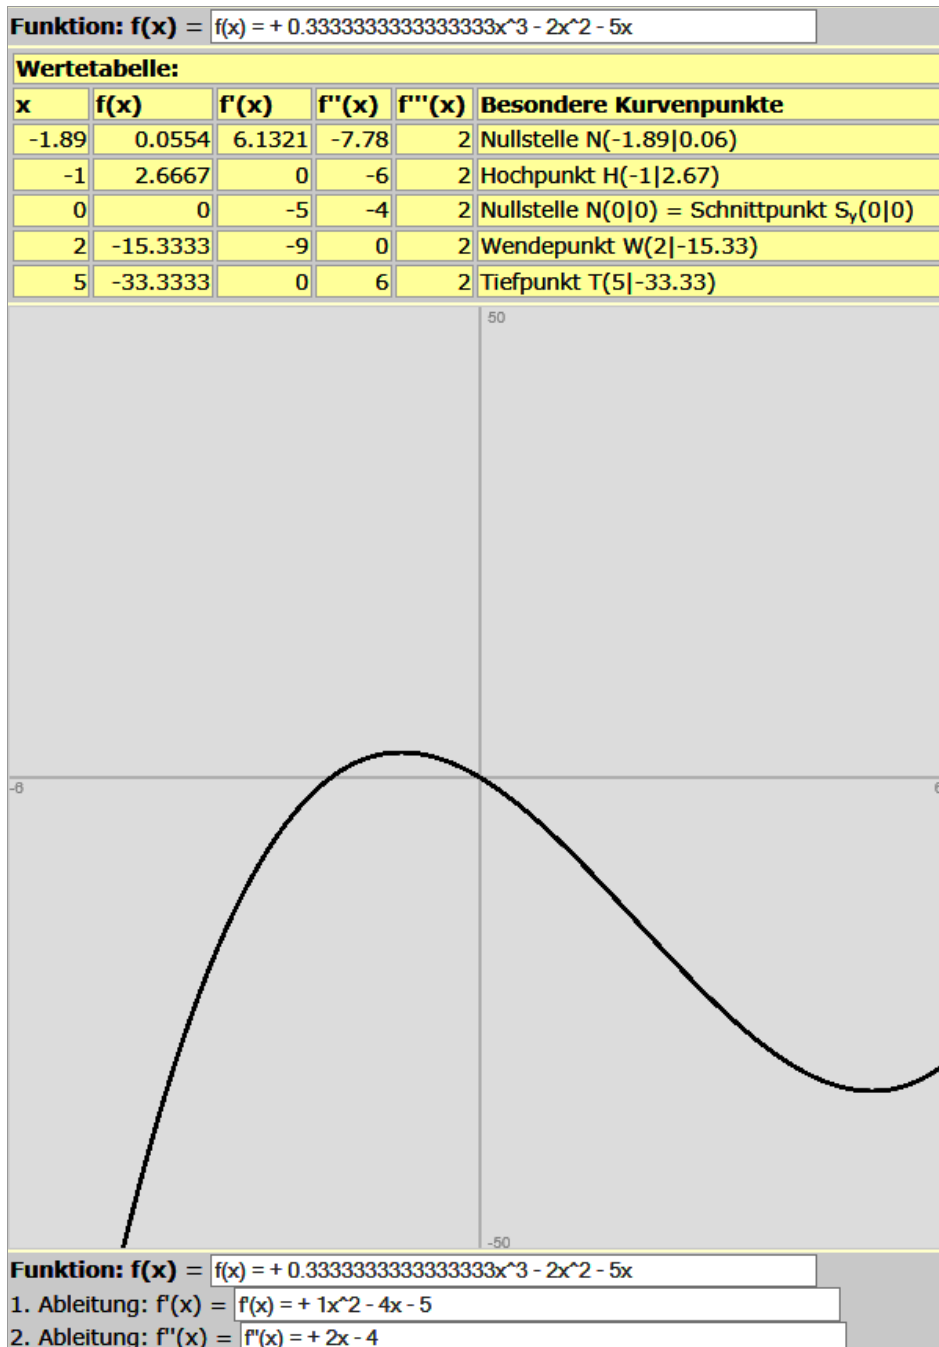 Funktion: f(x) = f(x) = + 0.3333333333333333x^3 - 2x^2 - 5x
Wertetabelle:
x f(x) f'(x) f''(x) f'''(x) Besondere Kurvenpunkte
-1.89 0.0554 6.1321 -7.78 2 Nullstelle N(-1.89|0.06)
-1 2.6667 0 -6 2 Hochpunkt H(-1|2.67)
0 0 -5 -4 2 Nullstelle N(0|0) = Schnittpunkt Sy(0|0)
2 -15.3333 -9 0 2 Wendepunkt W(2|-15.33)
5 -33.3333 0 6 2 Tiefpunkt T(5|-33.33)
50
-6 6
-50
Funktion: f(x) = f(x) = + 0.3333333333333333x^3 - 2x^2 - 5x
1. Ableitung: f'(x) = f'(x) = + 1x^2 - 4x - 5
2. Ableitung: f''(x) = f''(x) = + 2x - 4